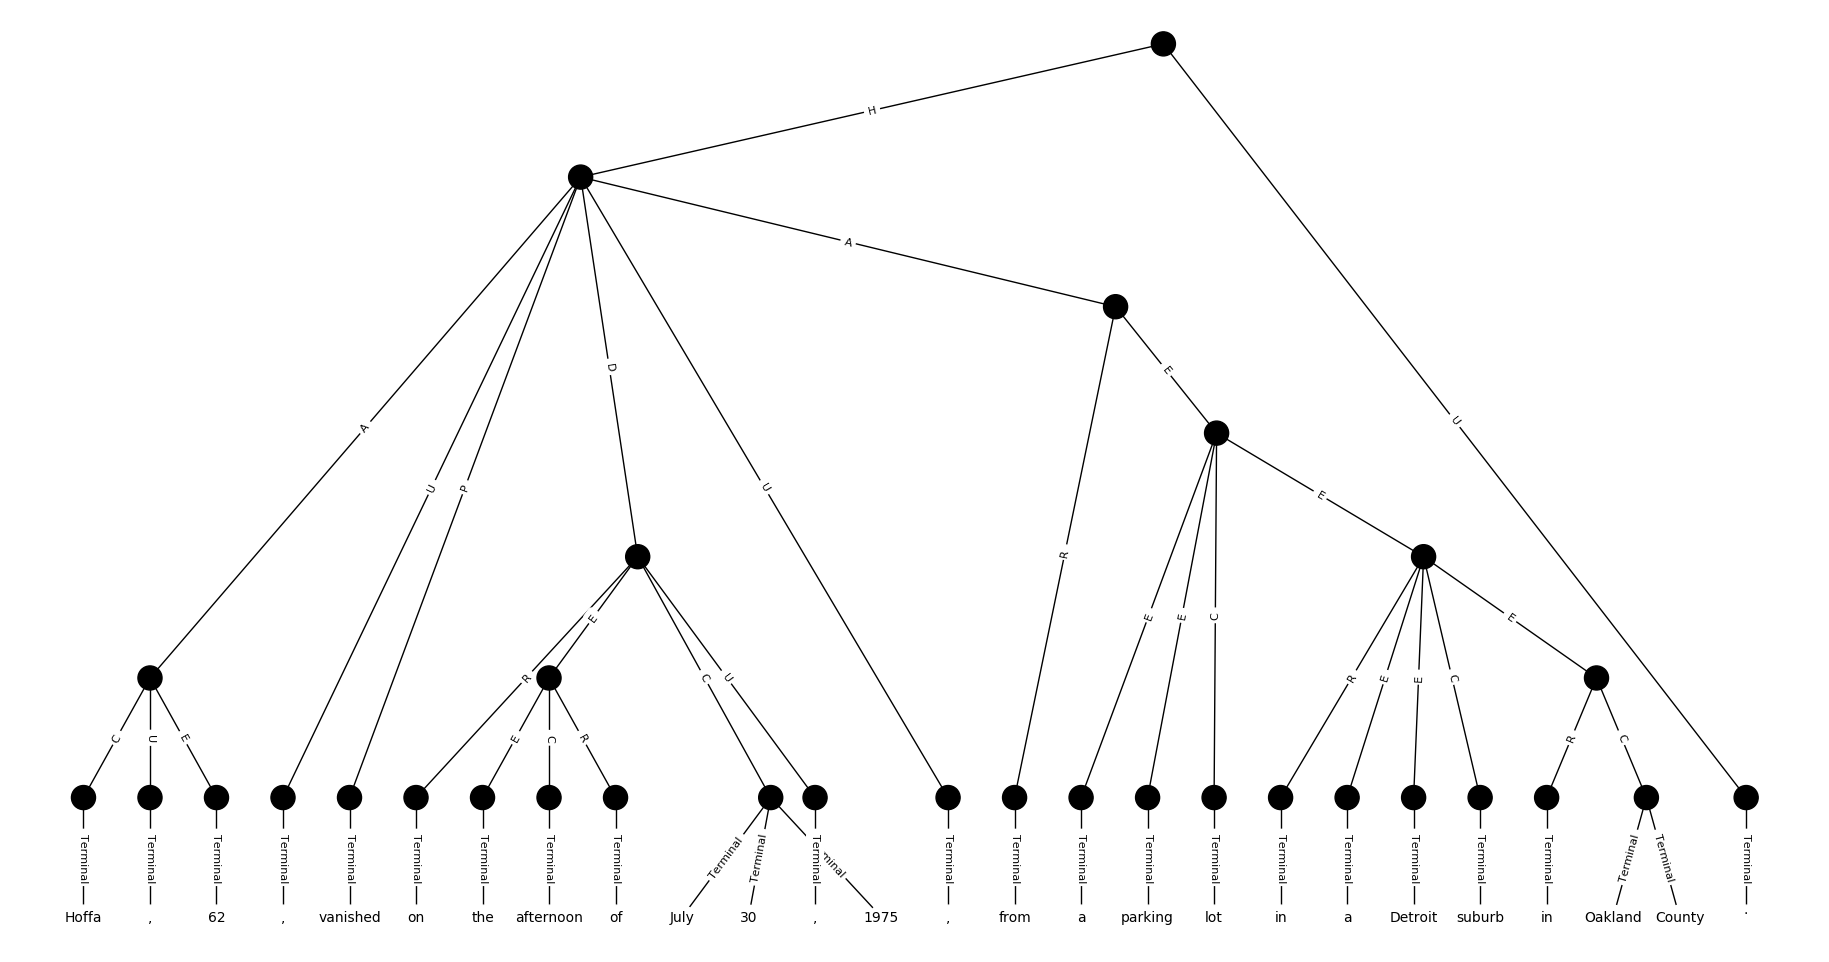 H
A
A
E
D
U
U
P
U
E
R
E
E
E
C
E
R
C
U
R
E
E
C
C
U
E
E
C
R
R
C
Terminal Terminal Terminal Terminal Terminal Terminal Terminal Terminal Terminal Terminal Terminal Terminal Terminal Terminal Terminal Terminal Terminal Terminal Terminal Terminal Terminal Terminal Terminal Terminal Terminal
Hoffa , 62 , vanished on the afternoon of July 30 , 1975 , from a parking lot in a Detroit suburb in Oakland County .